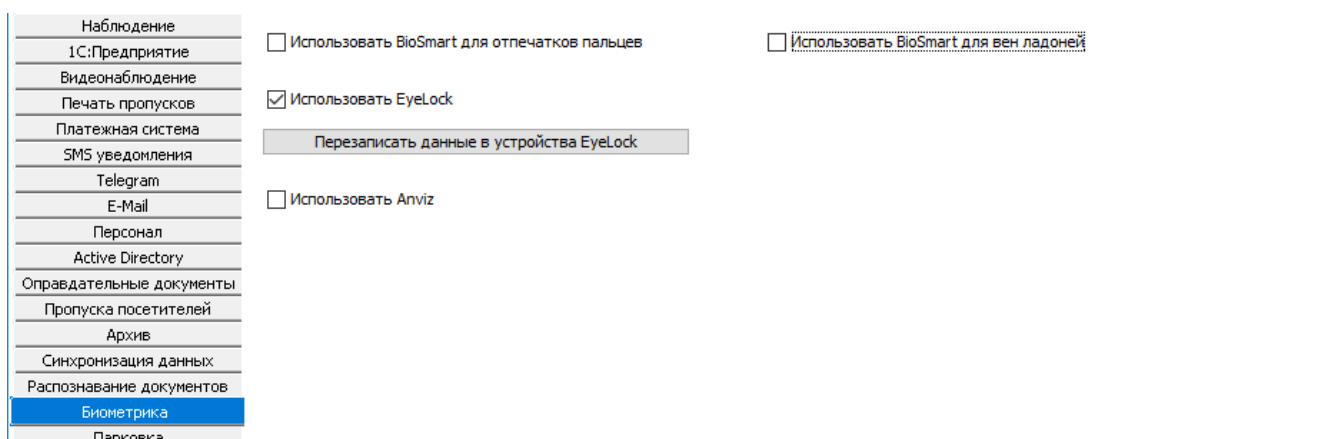 Наблюдение
1С:Предприятие
Видеонаблюдение
Печать пропусков
Платежная система
SMS уведомления
Telegram
E-Mail
Персонал
Active Directory
Оправдательные документы
Пропуска посетителей
Архив
Синхронизация данных
Распознавание документов
Биометрика
Парковка
Использовать BioSmart для отпечатков пальцев
Использовать BioSmart для вен ладоней
Использовать EyeLock
Перезаписать данные в устройства EyeLock
Использовать Anviz